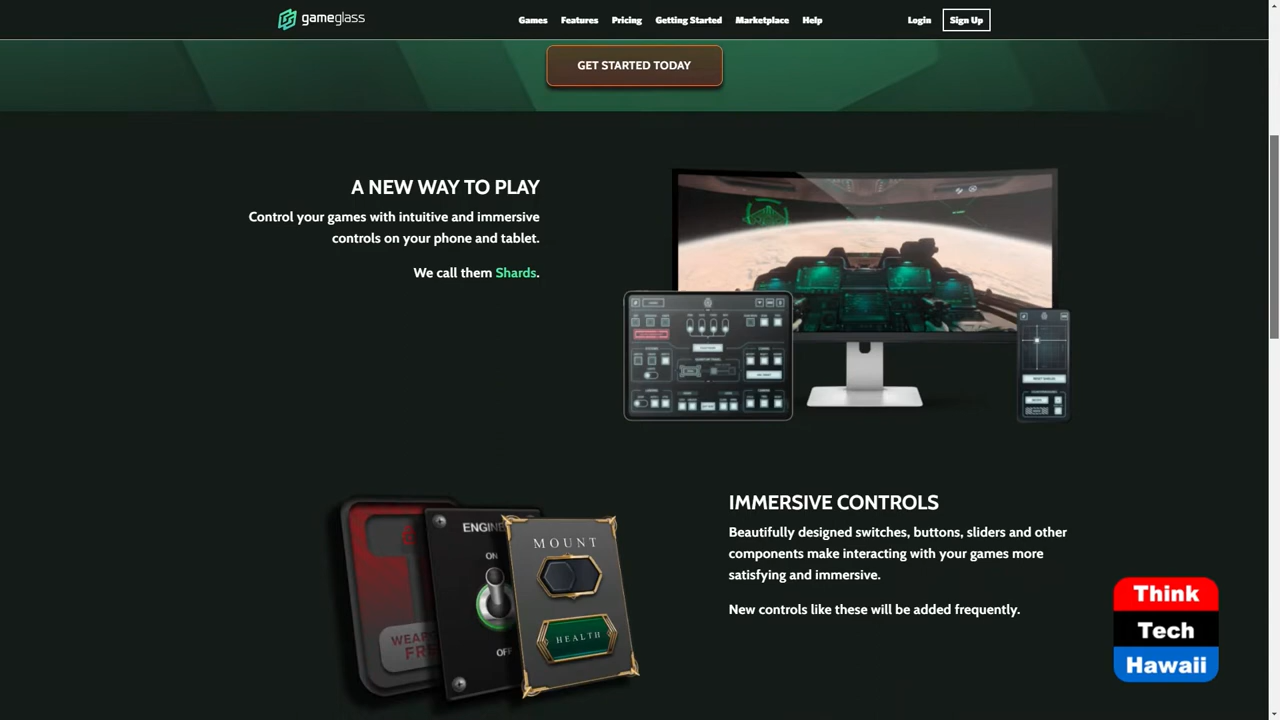 gameglass
Games
Features
Pricing
Getting Started
Marketplace
Help
Login
Sign Up
GET STARTED TODAY
A NEW WAY TO PLAY
Control your games with intuitive and immersive
controls on your phone and tablet.
We call them Shards.
IMMERSIVE CONTROLS
Beautifully designed switches, buttons, sliders and other
components make interacting with your games more
satisfying and immersive.
New controls like these will be added frequently.
ENGINE
ON
MOUNT
HEALTH
Think
Tech
Hawaii